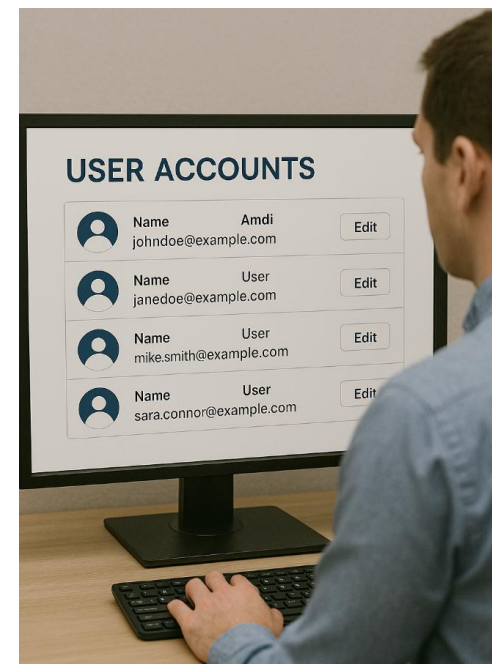 USER ACCOUNTS
Name Amdi
johndoe@example.com
Edit
Name User
janedoe@example.com
Edit
Name User
mike.smith@example.com
Edit
Name User
sara.connor@example.com
Edit